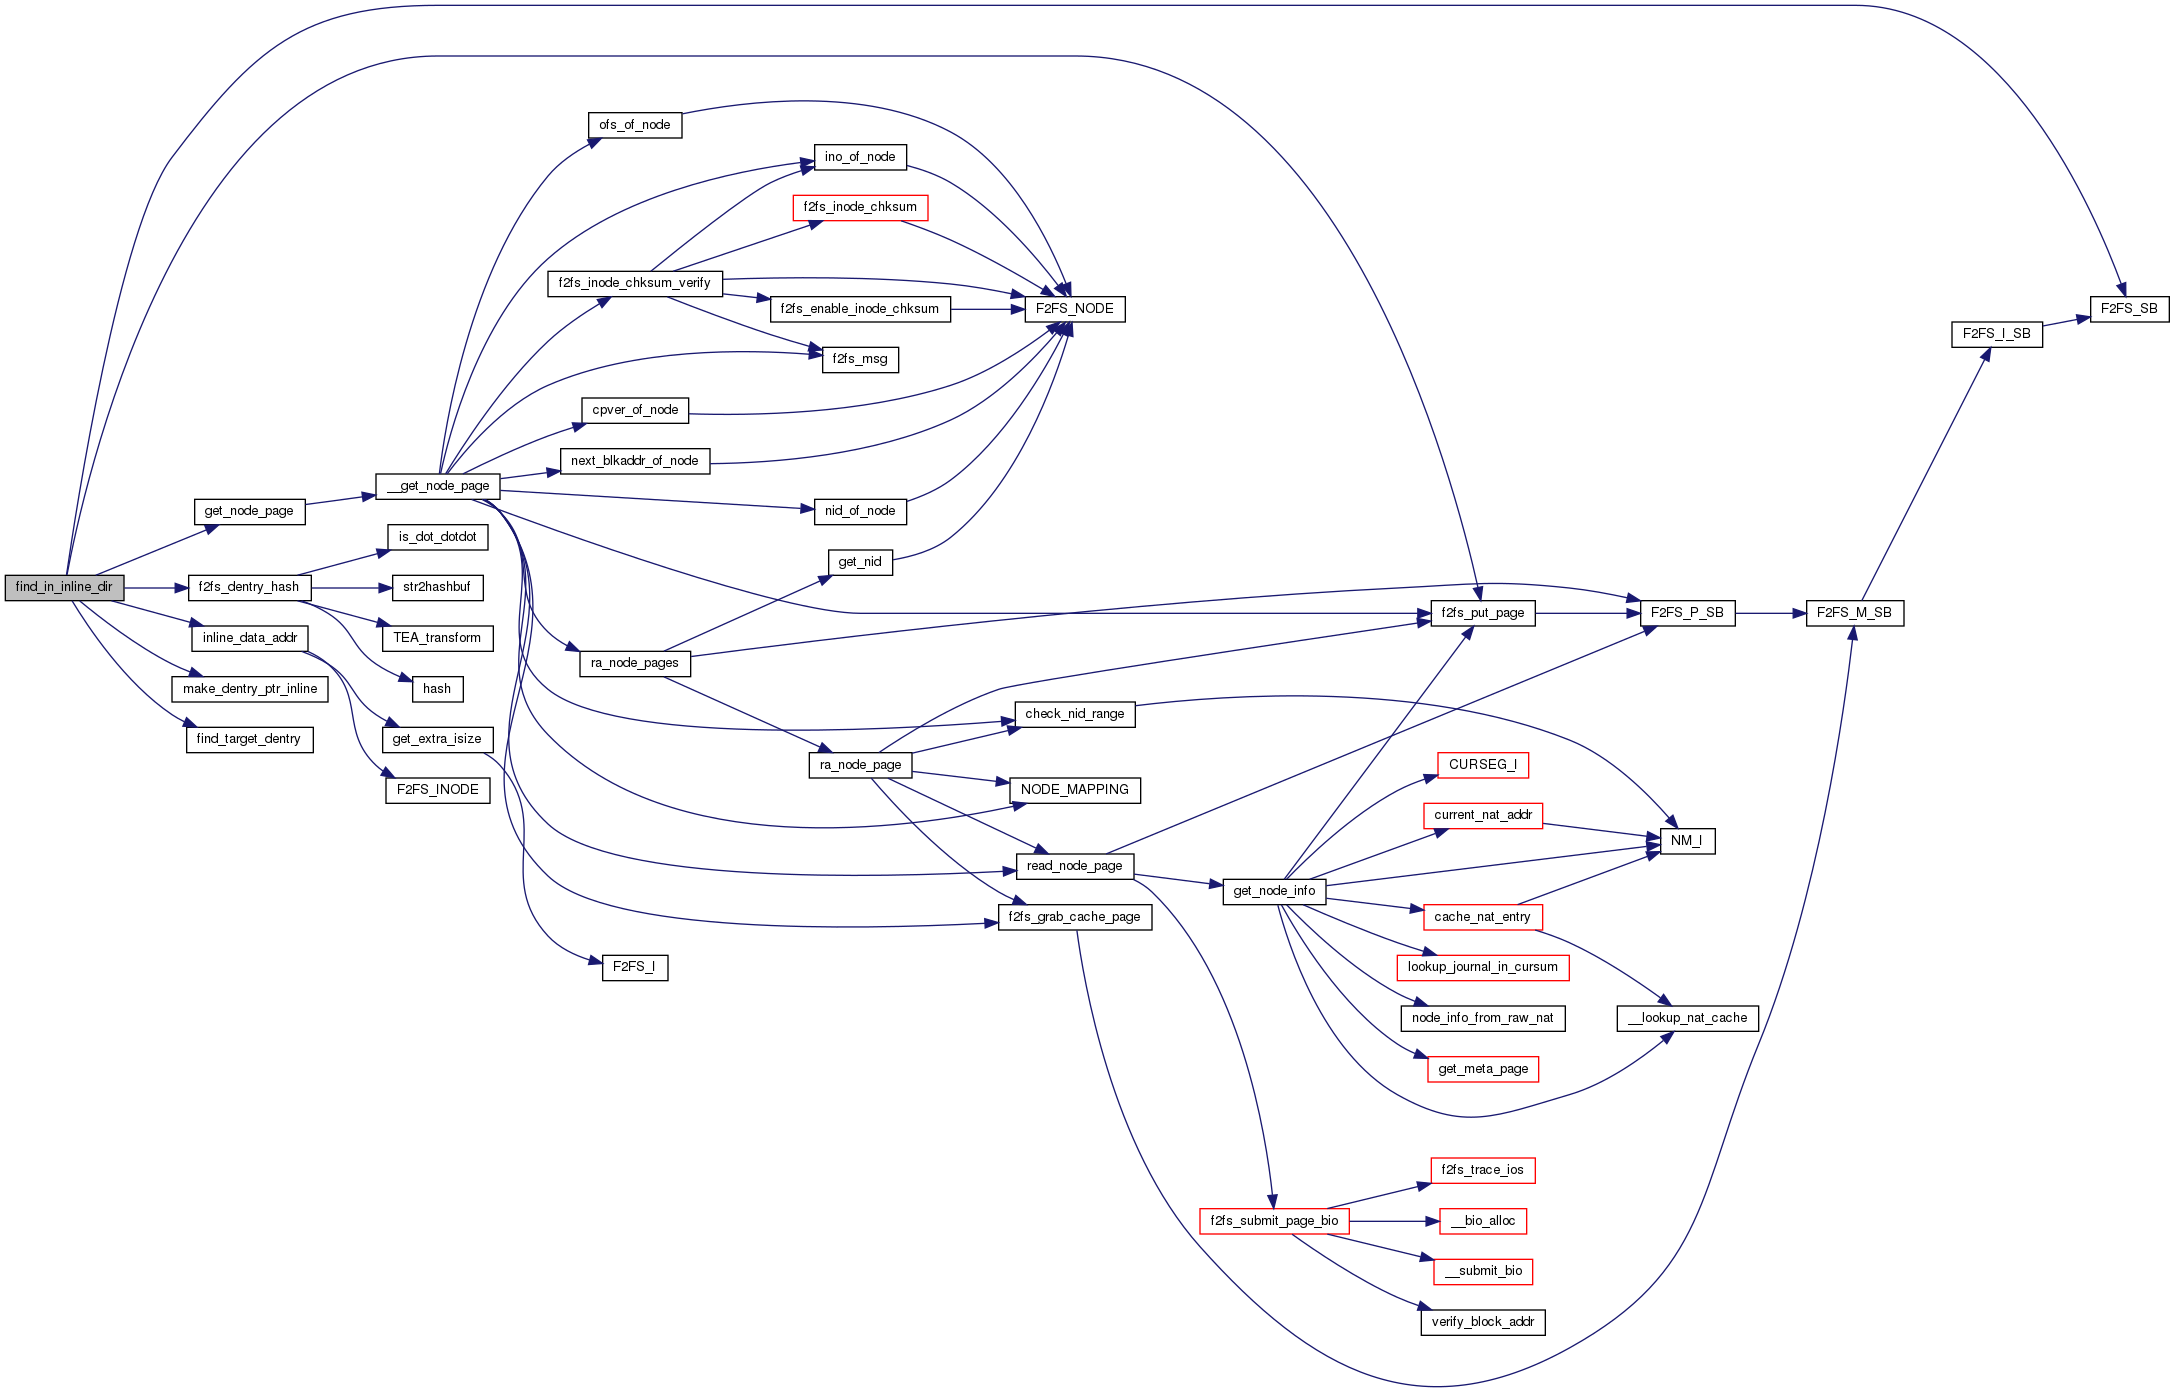 find_in_inline_dir
get_node_page
f2fs_dentry_hash
inline_data_addr
make_dentry_ptr_inline
find_target_dentry
__get_node_page
is_dot_dotdot
str2hashbuf
TEA_transform
hash
get_extra_isize
F2FS_INODE
ofs_of_node
f2fs_inode_chksum_verify
cpver_of_node
next_blkaddr_of_node
ra_node_pages
F2FS_I
ino_of_node
f2fs_inode_chksum
f2fs_enable_inode_chksum
f2fs_msg
nid_of_node
get_nid
ra_node_page
F2FS_NODE
check_nid_range
NODE_MAPPING
read_node_page
f2fs_grab_cache_page
get_node_info
f2fs_submit_page_bio
f2fs_put_page
CURSEG_I
current_nat_addr
cache_nat_entry
lookup_journal_in_cursum
node_info_from_raw_nat
get_meta_page
f2fs_trace_ios
__bio_alloc
__submit_bio
verify_block_addr
F2FS_P_SB
NM_I
__lookup_nat_cache
F2FS_M_SB
F2FS_I_SB
F2FS_SB